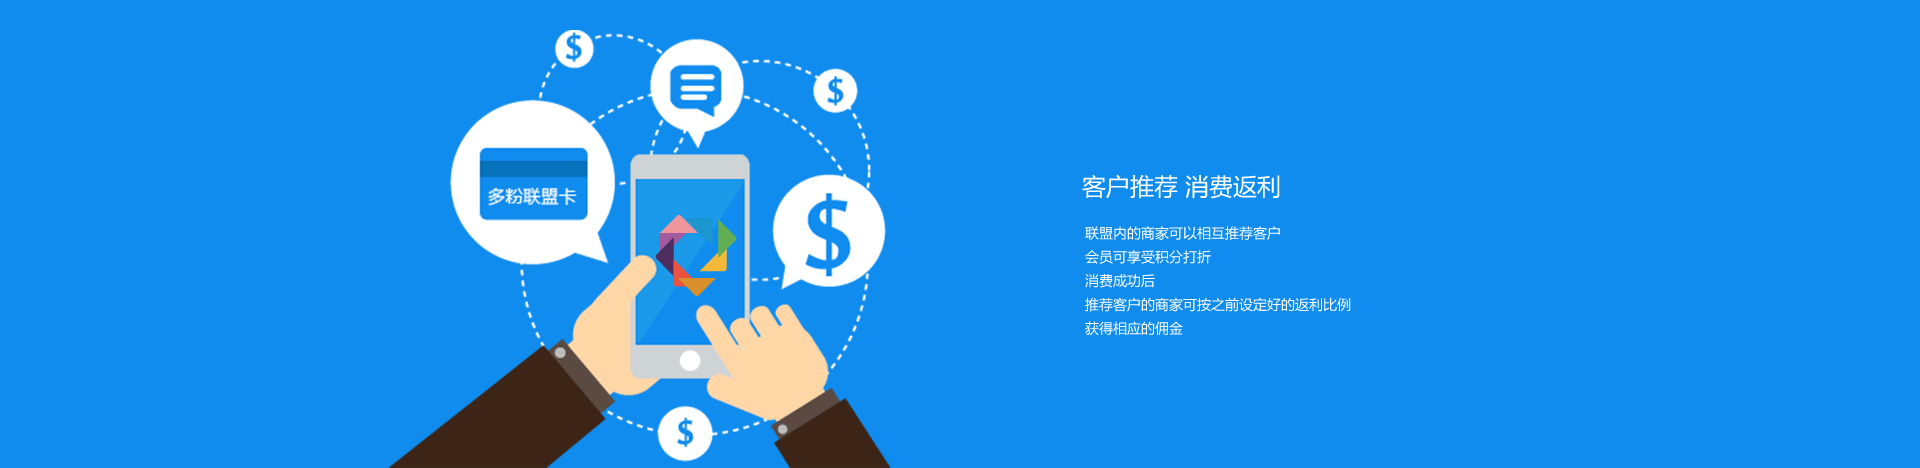 $
$
多粉联盟卡
$
$
客户推荐 消费返利
联盟内的商家可以相互推荐客户
会员可享受积分打折
消费成功后
推荐客户的商家可按之前设定好的返利比例
获得相应的佣金